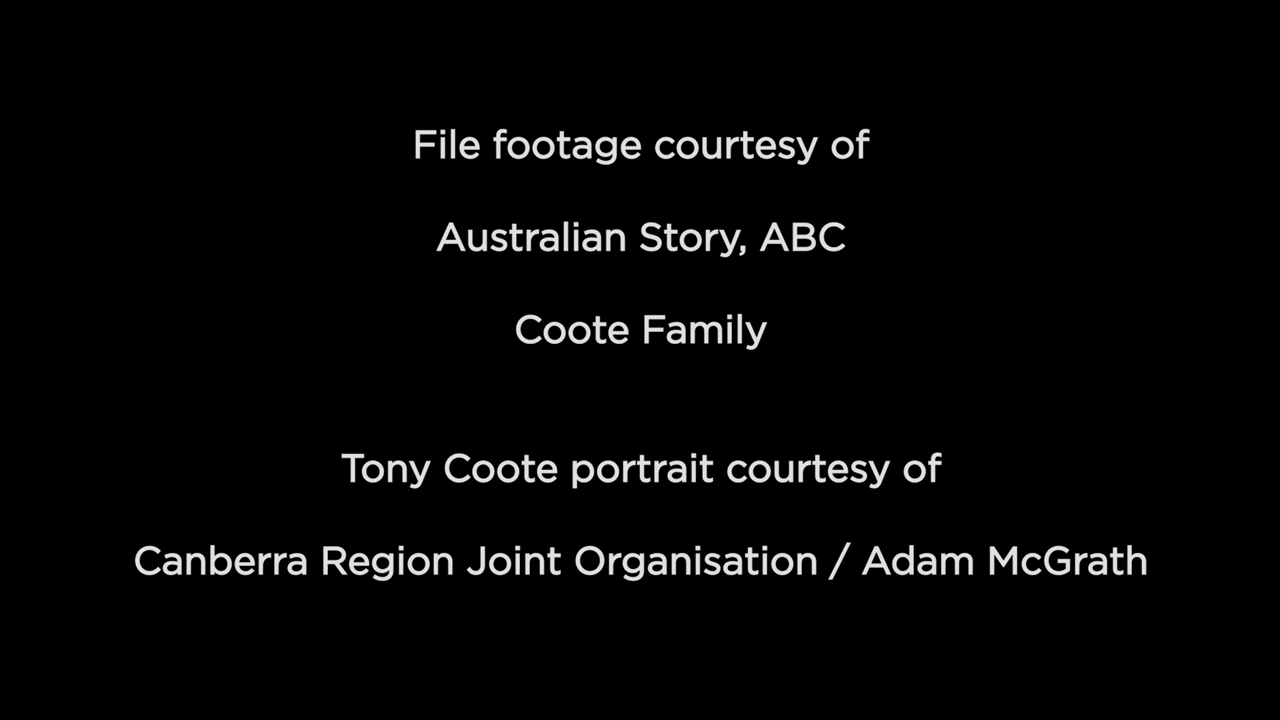 File footage courtesy of
Australian Story, ABC
Coote Family
Tony Coote portrait courtesy of
Canberra Region Joint Organisation / Adam McGrath